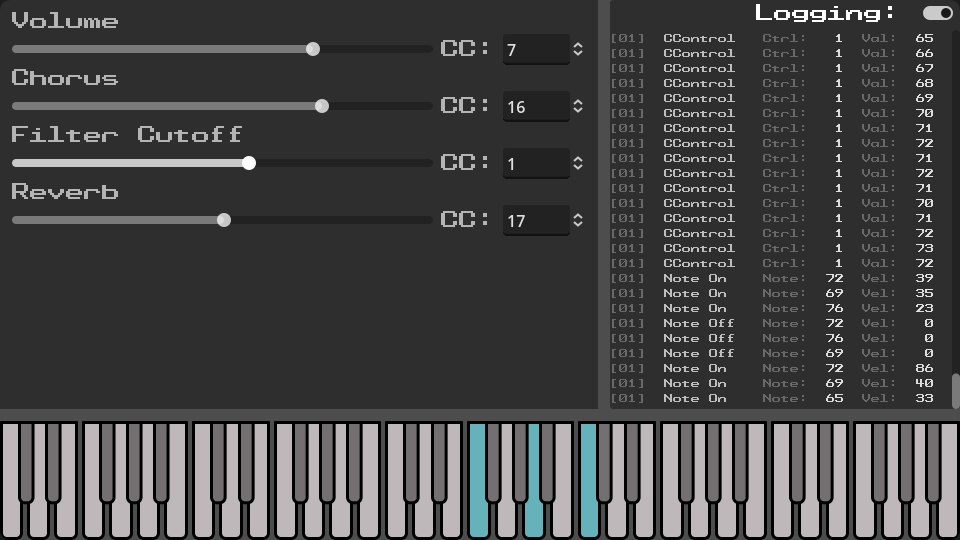 Volume
CC: 7
Chorus
CC: 16
Filter Cutoff
CC: 1
Reverb
CC: 17
Logging:
[01] CControl Ctrl: 1 Val: 65
[01] CControl Ctrl: 1 Val: 66
[01] CControl Ctrl: 1 Val: 67
[01] CControl Ctrl: 1 Val: 68
[01] CControl Ctrl: 1 Val: 69
[01] CControl Ctrl: 1 Val: 70
[01] CControl Ctrl: 1 Val: 71
[01] CControl Ctrl: 1 Val: 72
[01] CControl Ctrl: 1 Val: 71
[01] CControl Ctrl: 1 Val: 72
[01] CControl Ctrl: 1 Val: 71
[01] CControl Ctrl: 1 Val: 70
[01] CControl Ctrl: 1 Val: 71
[01] CControl Ctrl: 1 Val: 72
[01] CControl Ctrl: 1 Val: 73
[01] CControl Ctrl: 1 Val: 72
[01] Note On Note: 72 Vel: 39
[01] Note On Note: 69 Vel: 35
[01] Note On Note: 76 Vel: 23
[01] Note Off Note: 72 Vel: 0
[01] Note Off Note: 76 Vel: 0
[01] Note Off Note: 69 Vel: 0
[01] Note On Note: 72 Vel: 86
[01] Note On Note: 69 Vel: 40
[01] Note On Note: 65 Vel: 33